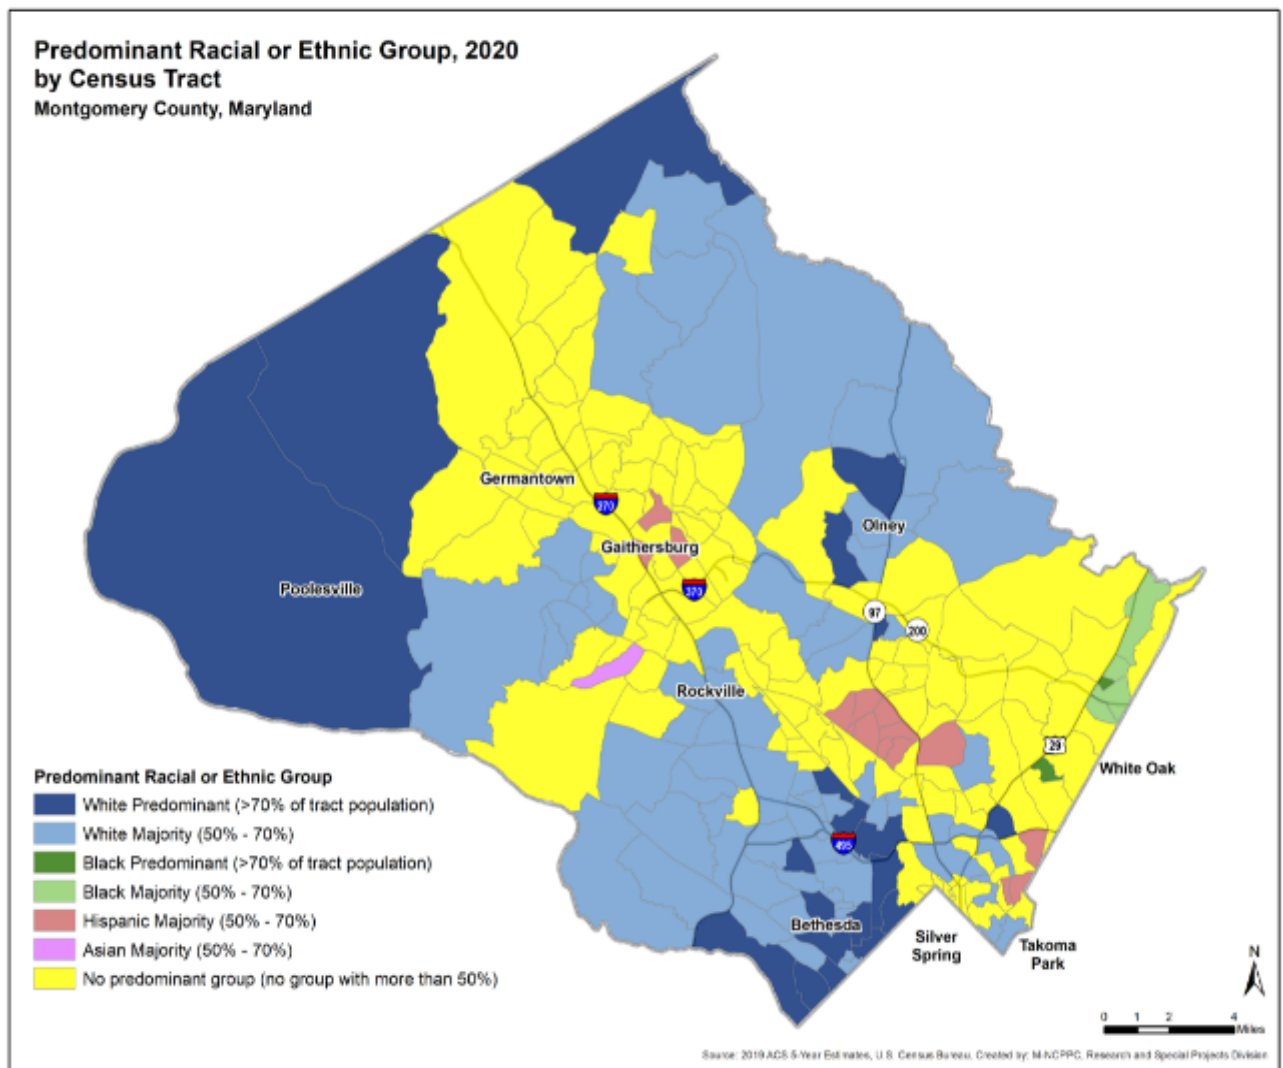 Predominant Racial or Ethnic Group, 2020
by Census Tract
Montgomery County, Maryland
Germantown
270
Gaithersburg
370
Olney
Poolesville
97
200
Rockville
29
White Oak
495
Bethesda
Silver
Spring
Takoma
Park
Predominant Racial or Ethnic Group
White Predominant (>70% of tract population)
White Majority (50% - 70%)
Black Predominant (>70% of tract population)
Black Majority (50% - 70%)
Hispanic Majority (50% - 70%)
Asian Majority (50% - 70%)
No predominant group (no group with more than 50%)
N
0 1 2 4
Miles
Source: 2019 ACS 5-Year Estimates, U.S. Census Bureau, Created by: M-NCPPC, Research and Special Projects Division